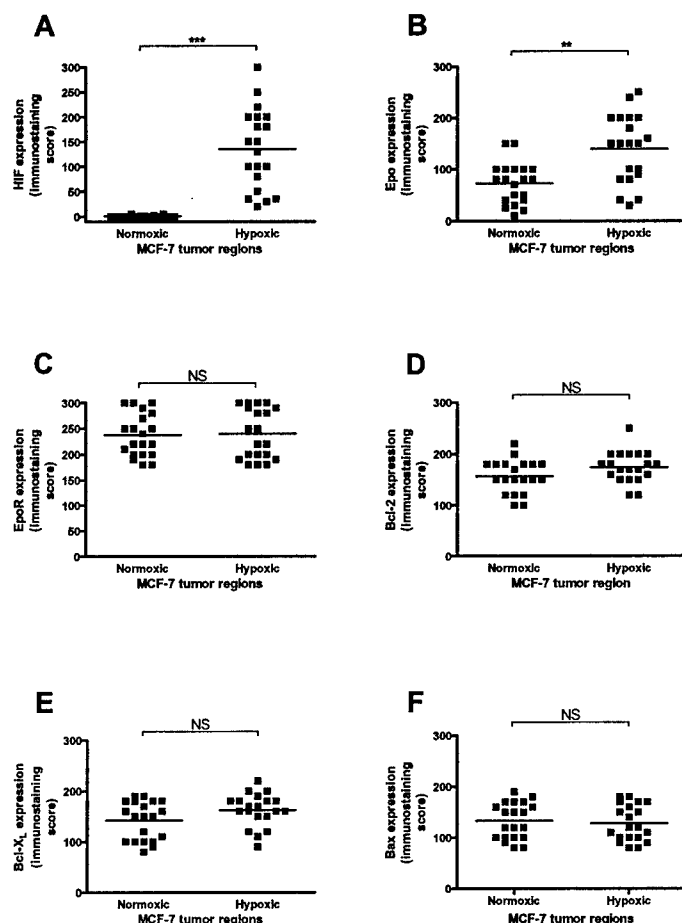 A
***
HIF expression
(Immunostaining
score)
300
250
200
150
100
50
0
Normoxic Hypoxic
MCF-7 tumor regions
B
**
Epo expression
(Immunostaining
score)
300
200
100
0
Normoxic Hypoxic
MCF-7 tumor regions
C
NS
EpoR expression
(Immunostaining
score)
300
250
200
150
100
50
0
Normoxic Hypoxic
MCF-7 tumor regions
D
NS
Bcl-2 expression
(Immunostaining
score)
300
200
100
0
Normoxic Hypoxic
MCF-7 tumor region
E
NS
Bcl-XL expression
(immunostaining
score)
300
200
100
0
Normoxic Hypoxic
MCF-7 tumor regions
F
NS
Bax expression
(immunostaining
score)
300
200
100
0
Normoxic Hypoxic
MCF-7 tumor regions